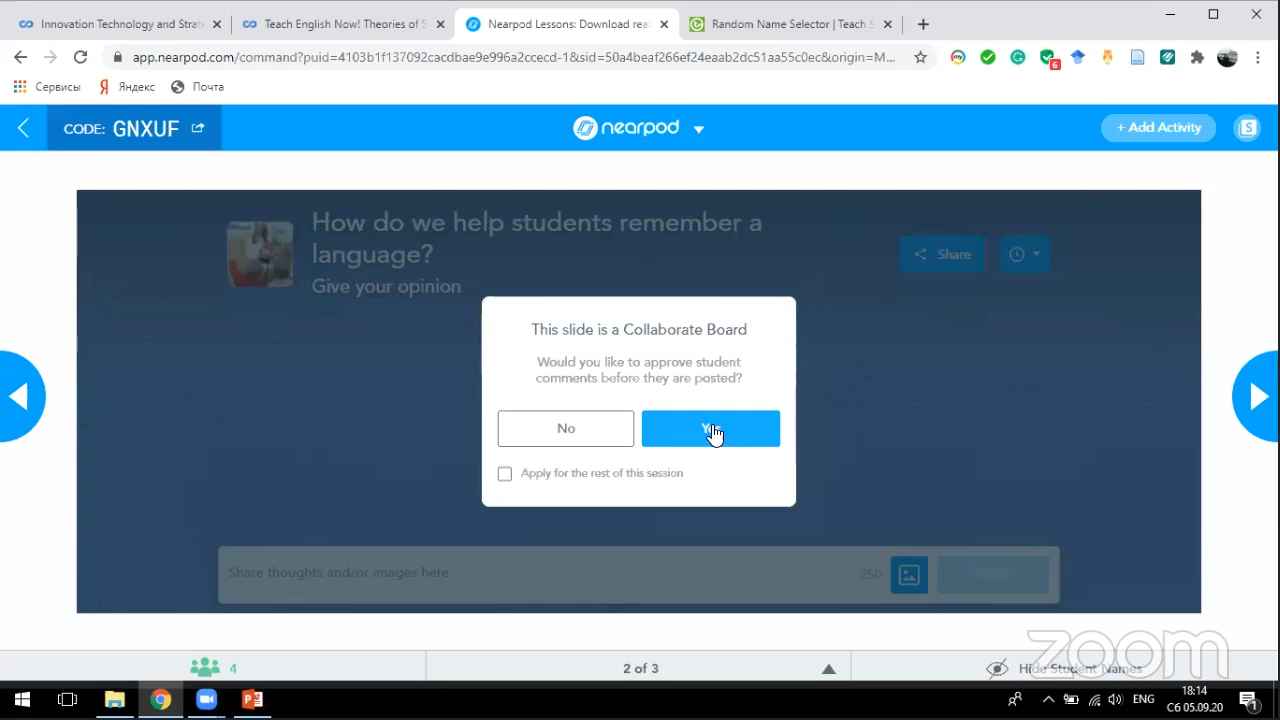 Innovation Technology and Strate
Teach English Now! Theories of S
Nearpod Lessons: Download rea
Random Name Selector | Teach S
app.nearpod.com/command?puid=4103b1f137092cacdbae9e996a2cecd-1&sid=50a4beaf266ef24eaab2dc51aa55c0ec&origin=M...
6
Сервисы
Яндекс
Почта
CODE: GNXUF
nearpod
+ Add Activity
S
How do we help students remember a
language?
Give your opinion
Share
This slide is a Collaborate Board
Would you like to approve student
comments before they are posted?
No
Apply for the rest of this session
Share thoughts and/or images here
250
4
2 of 3
Hide Student Names
zoom
ENG
18:14
Сб 05.09.20
1